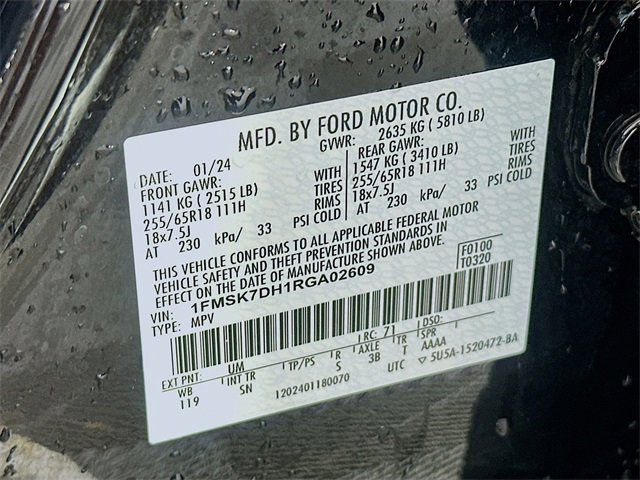 MFD. BY FORD MOTOR CO.
DATE: 01/24 GVWR: 2635 KG ( 5810 LB)
FRONT GAWR: REAR GAWR:
1141 KG ( 2515 LB) WITH 1547 KG ( 3410 LB) WITH
255/65R18 111H TIRES 255/65R18 111H TIRES
18x7.5J RIMS 18x7.5J RIMS
AT 230 kPa/ 33 PSI COLD AT 230 kPa/ 33 PSI COLD
THIS VEHICLE CONFORMS TO ALL APPLICABLE FEDERAL MOTOR
VEHICLE SAFETY AND THEFT PREVENTION STANDARDS IN
EFFECT ON THE DATE OF MANUFACTURE SHOWN ABOVE.
F0100
T0320
VIN: 1FMSK7DH1RGA02609
TYPE: MPV
EXT PNT: UM RC: 71 DSO:
WB INT TR TP/PS R AXLE TR SPR
119 SN S 3B T AAAA
1202401180070 UTC ▽ 5U5A-1520472-BA